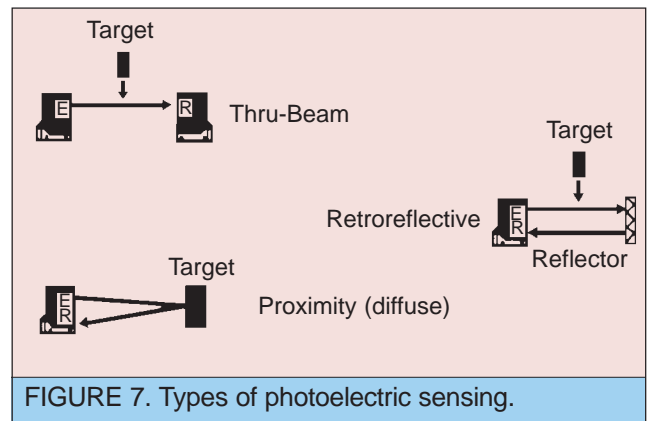 Target
E
R
Thru-Beam
Target
Retroreflective
E
R
Reflector
Target
E
R
Proximity (diffuse)
FIGURE 7. Types of photoelectric sensing.